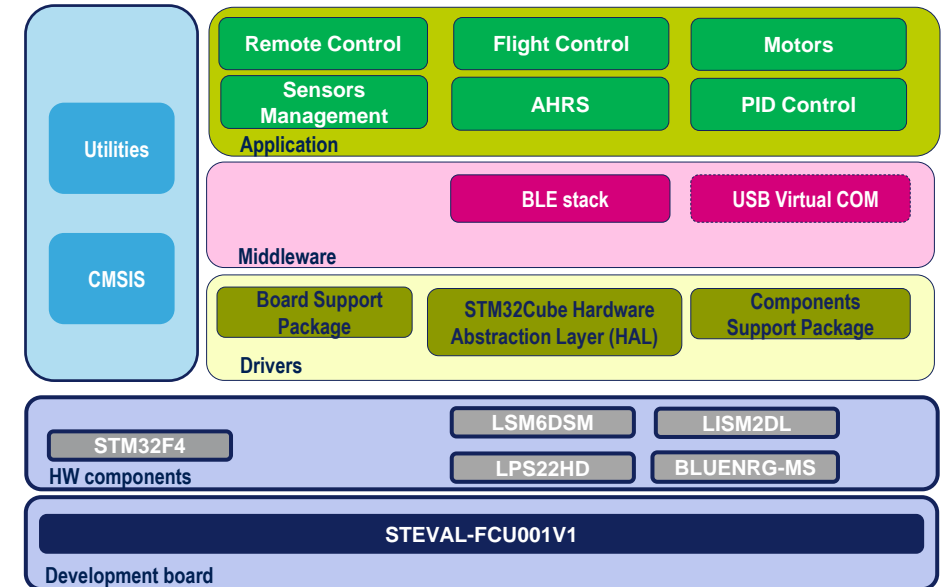 Remote Control
Flight Control
Motors
Sensors
Management
AHRS
PID Control
Application
Utilities
CMSIS
BLE stack
USB Virtual COM
Middleware
Board Support
Package
STM32Cube Hardware
Abstraction Layer (HAL)
Components
Support Package
Drivers
LSM6DSM
LISM2DL
STM32F4
LPS22HD
BLUENRG-MS
HW components
STEVAL-FCU001V1
Development board